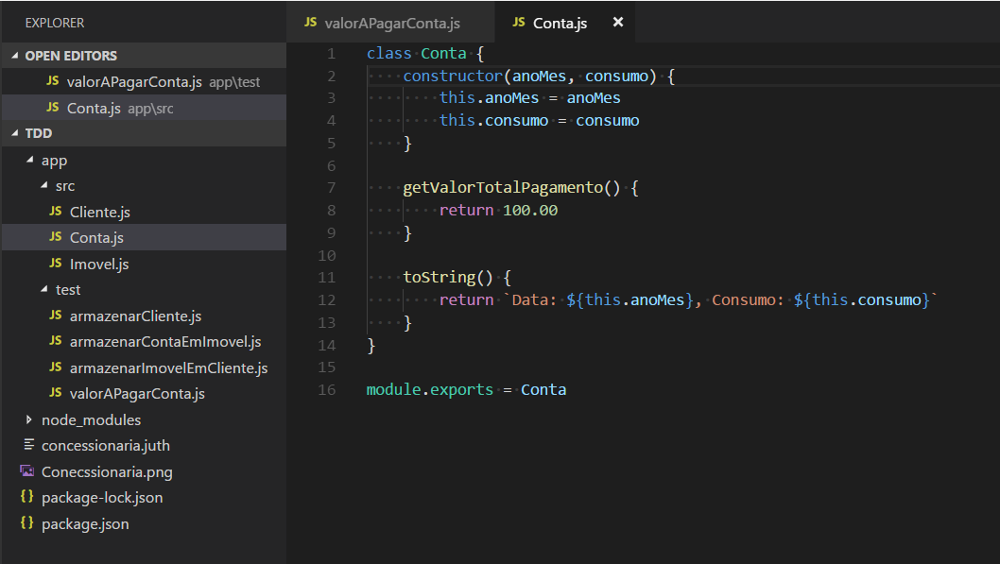 EXPLORER
OPEN EDITORS
JS valorAPagarConta.js app\test
JS Conta.js app\src
TDD
app
src
JS Cliente.js
JS Conta.js
JS Imovel.js
test
JS armazenarCliente.js
JS armazenarContaEmImovel.js
JS armazenarImovelEmCliente.js
JS valorAPagarConta.js
node_modules
concessionaria.juth
Conecssionaria.png
{} package-lock.json
{} package.json
JS valorAPagarConta.js
JS Conta.js ×
1 class Conta {
2     constructor(anoMes, consumo) {
3         this.anoMes = anoMes
4         this.consumo = consumo
5     }
6
7     getValorTotalPagamento() {
8         return 100.00
9     }
10
11     toString() {
12         return `Data: ${this.anoMes}, Consumo: ${this.consumo}`
13     }
14 }
15
16 module.exports = Conta